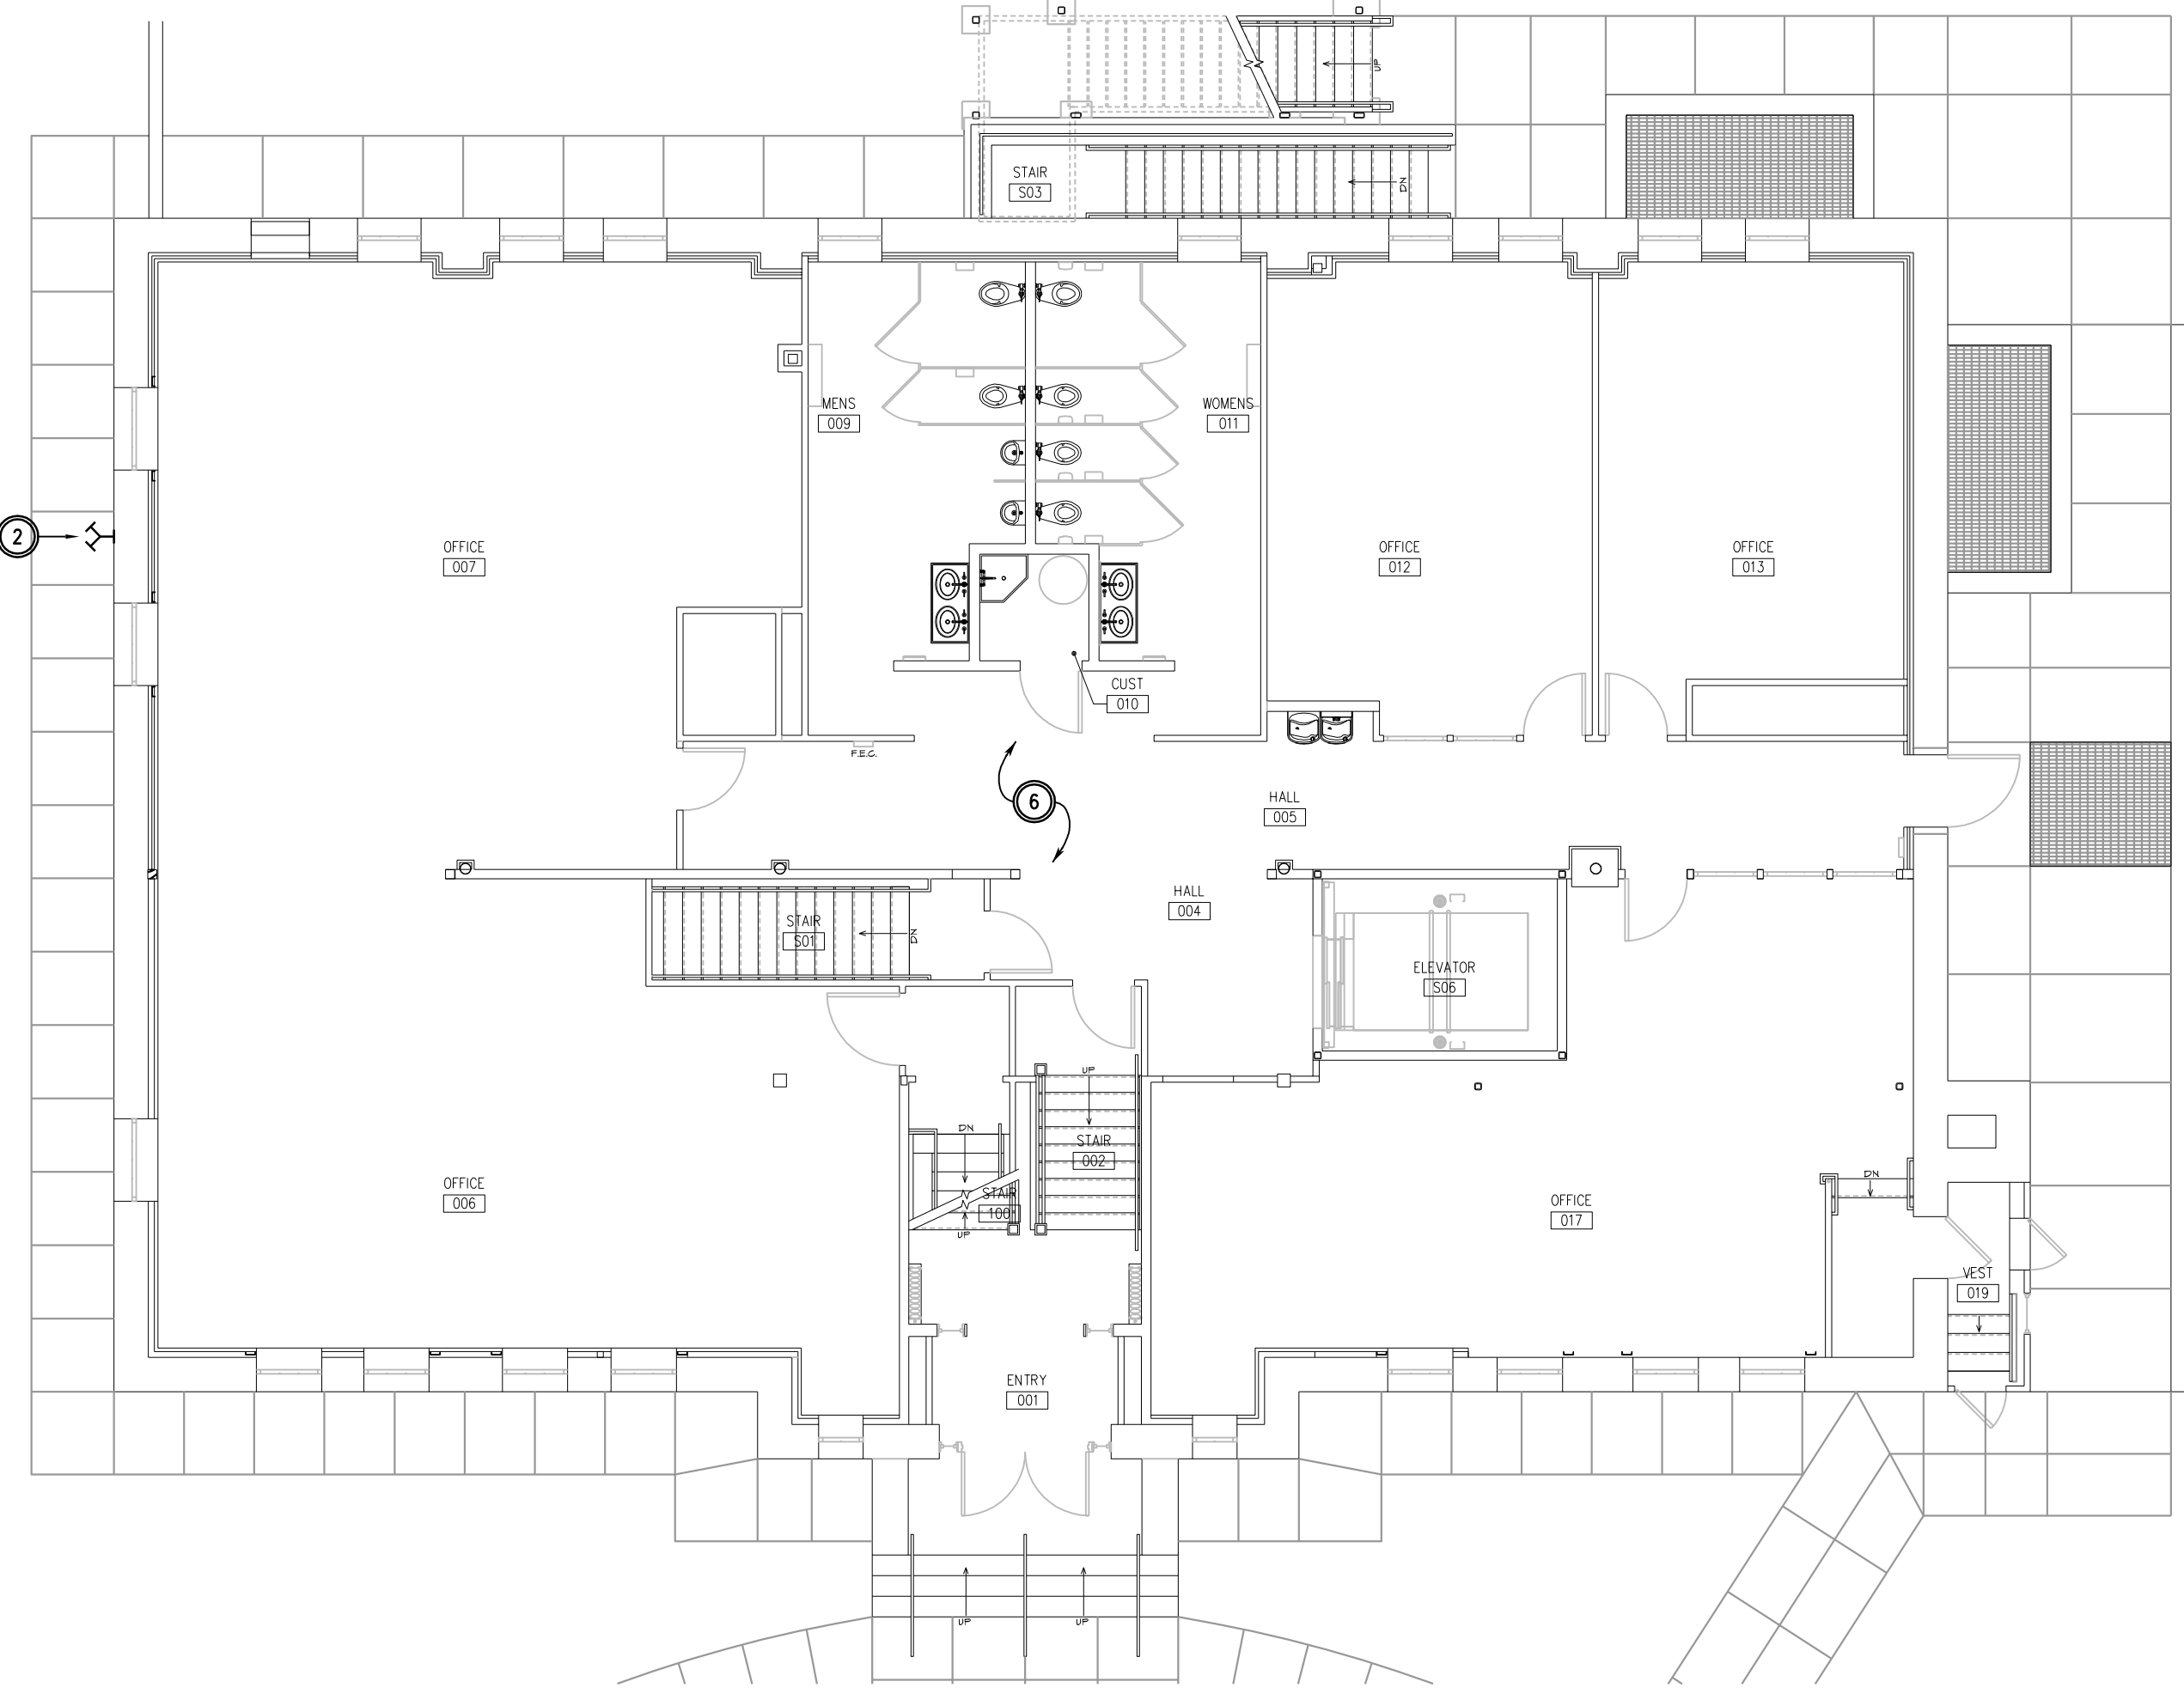 UP
STAIR
S03
DN
MENS
009
WOMENS
011
2
OFFICE
007
OFFICE
012
OFFICE
013
CUST
010
F.E.C.
6
HALL
005
HALL
004
STAIR
S01
DN
ELEVATOR
S06
UP
DN
STAIR
002
DN
OFFICE
006
STAIR
100
UP
OFFICE
017
VEST
019
ENTRY
001
UP
UP